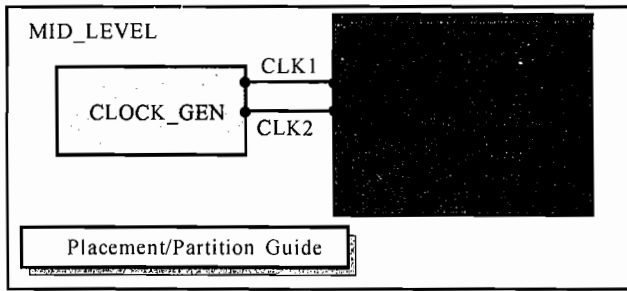 MID_LEVEL
CLK1
CLOCK_GEN
CLK2
Placement/Partition Guide